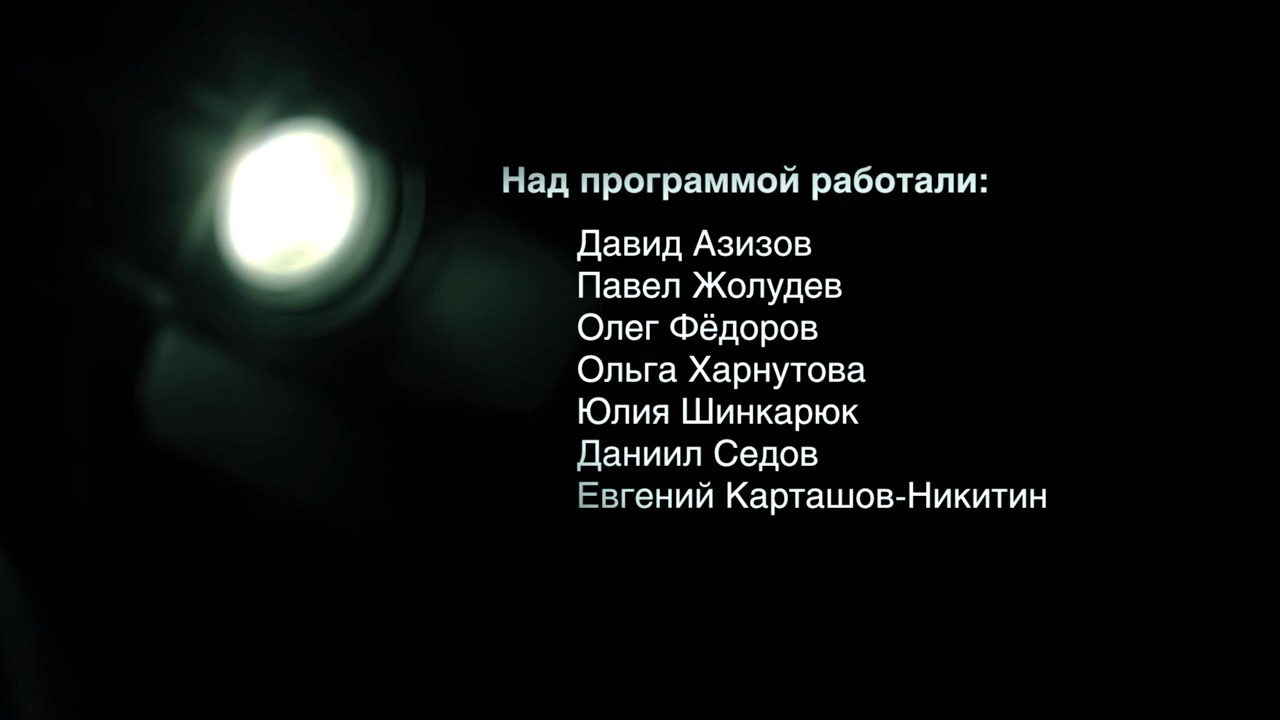 Над программой работали:
Давид Азизов
Павел Жолудев
Олег Фёдоров
Ольга Харнутова
Юлия Шинкарюк
Даниил Седов
Евгений Карташов-Никитин